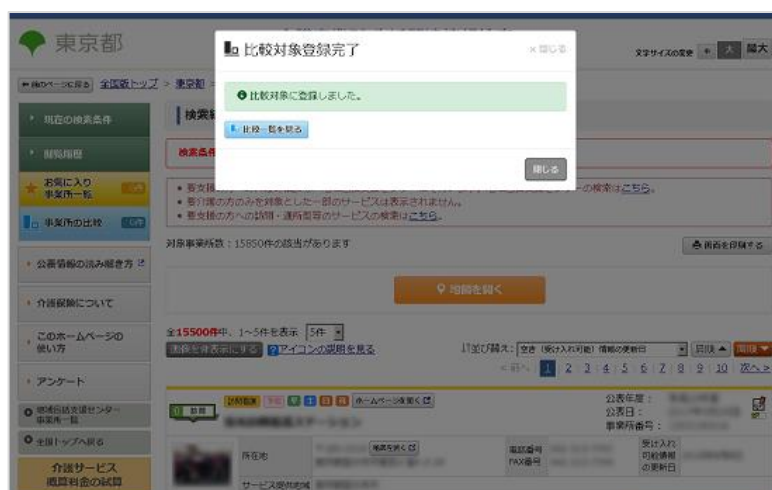 東京都
比較対象登録完了
×閉じる
文字サイズの変更 中 大 最大
前のページに戻る 全国版トップ > 東京都 >
比較対象に登録しました。
比較一覧を見る
閉じる
現在の検索条件
閲覧履歴
お気に入り
事業所一覧
事業所の比較
公表情報の読み解き方
介護保険について
このホームページの
使い方
アンケート
地域包括支援センター
事業所一覧
全国トップへ戻る
介護サービス
概算料金の試算
検索条件
の検索はこちら。
・要介護の方のみを対象とした一部のサービスは表示されません。
・要支援の方への訪問・通所型等のサービスの検索はこちら。
対象事業所数：15850件の該当があります
画面を印刷する
地図を開く
全15500件中、1～5件を表示 5件
画像を非表示にする アイコンの説明を見る
並び替え： 空き（受け入れ可能）情報の更新日 昇順▲ 降順▼
<前へ 1 2 3 4 5 6 7 8 9 10 次へ>
訪問 訪問看護 予防 ホームページを開く
公表年度：
公表日：
事業所番号：
所在地 地図を開く
電話番号
FAX番号
受け入れ
可能情報
の更新日
サービス提供地域